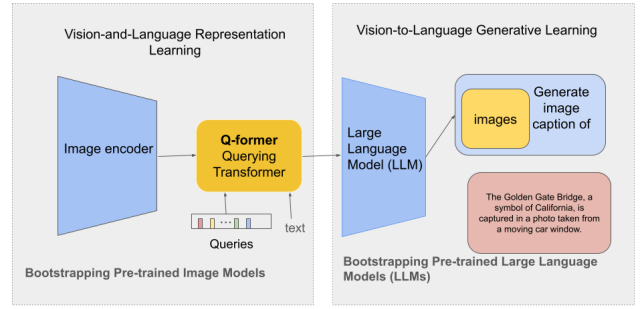 Vision-and-Language Representation
Learning
Image encoder
Q-former
Querying
Transformer
Queries
text
Bootstrapping Pre-trained Image Models
Vision-to-Language Generative Learning
Large
Language
Model (LLM)
images
Generate
image
caption of
The Golden Gate Bridge, a
symbol of California, is
captured in a photo taken from
a moving car window.
Bootstrapping Pre-trained Large Language
Models (LLMs)